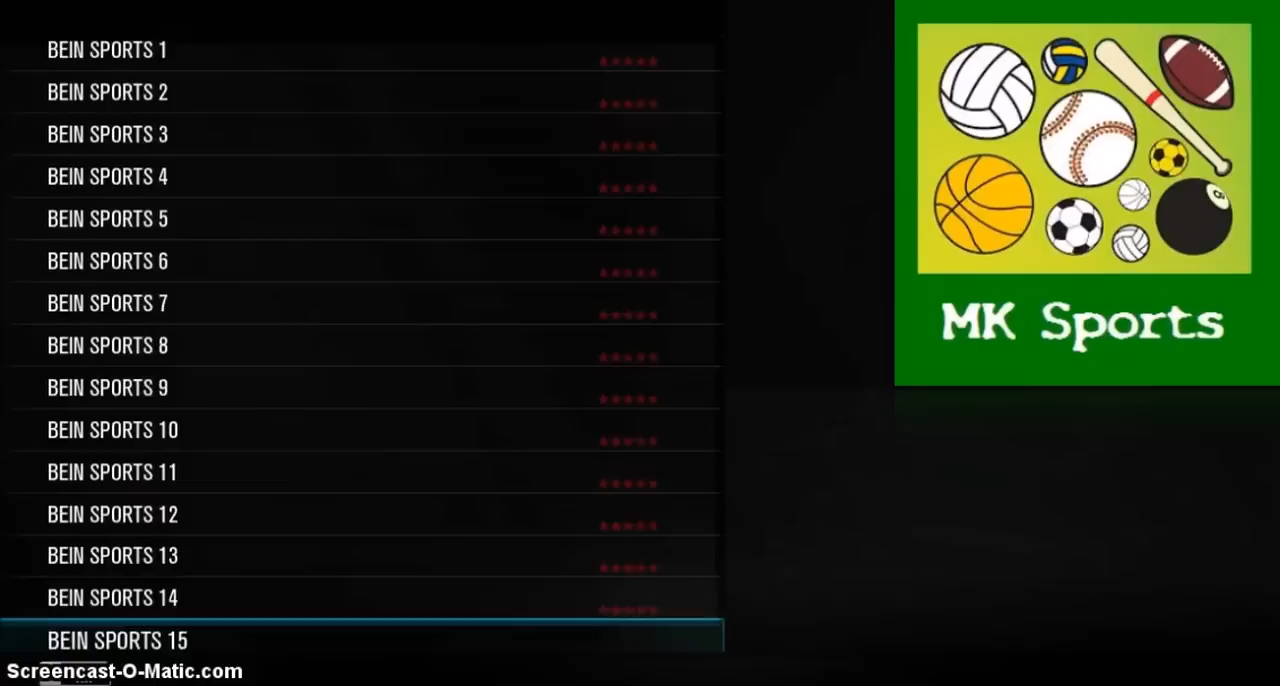 BEIN SPORTS 1
BEIN SPORTS 2
BEIN SPORTS 3
BEIN SPORTS 4
BEIN SPORTS 5
BEIN SPORTS 6
BEIN SPORTS 7
BEIN SPORTS 8
BEIN SPORTS 9
BEIN SPORTS 10
BEIN SPORTS 11
BEIN SPORTS 12
BEIN SPORTS 13
BEIN SPORTS 14
BEIN SPORTS 15
8
MK Sports
Screencast-O-Matic.com